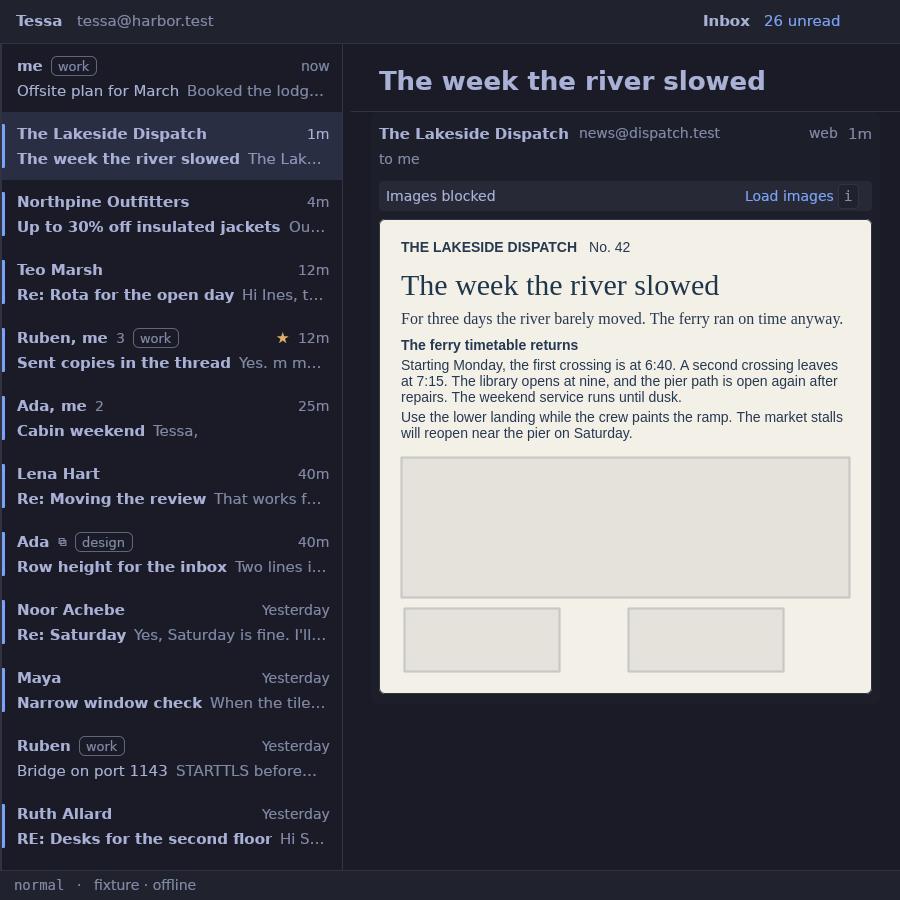 Tessa tessa@harbor.test
Inbox 26 unread
me work now
Offsite plan for March Booked the lodg…
The Lakeside Dispatch 1m
The week the river slowed The Lak…
Northpine Outfitters 4m
Up to 30% off insulated jackets Ou…
Teo Marsh 12m
Re: Rota for the open day Hi Ines, t…
Ruben, me 3 work ★ 12m
Sent copies in the thread Yes. m m…
Ada, me 2 25m
Cabin weekend Tessa,
Lena Hart 40m
Re: Moving the review That works f…
Ada design 40m
Row height for the inbox Two lines i…
Noor Achebe Yesterday
Re: Saturday Yes, Saturday is fine. I'll…
Maya Yesterday
Narrow window check When the tile…
Ruben work Yesterday
Bridge on port 1143 STARTTLS before…
Ruth Allard Yesterday
RE: Desks for the second floor Hi S…
The week the river slowed
The Lakeside Dispatch news@dispatch.test web 1m
to me
Images blocked Load images i
THE LAKESIDE DISPATCH No. 42
The week the river slowed
For three days the river barely moved. The ferry ran on time anyway.
The ferry timetable returns
Starting Monday, the first crossing is at 6:40. A second crossing leaves
at 7:15. The library opens at nine, and the pier path is open again after
repairs. The weekend service runs until dusk.
Use the lower landing while the crew paints the ramp. The market stalls
will reopen near the pier on Saturday.
normal · fixture · offline